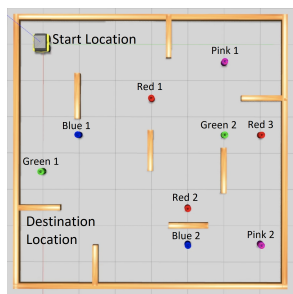 Start Location
Pink 1
Red 1
Blue 1
Green 2
Red 3
Green 1
Red 2
Destination
Location
Blue 2
Pink 2